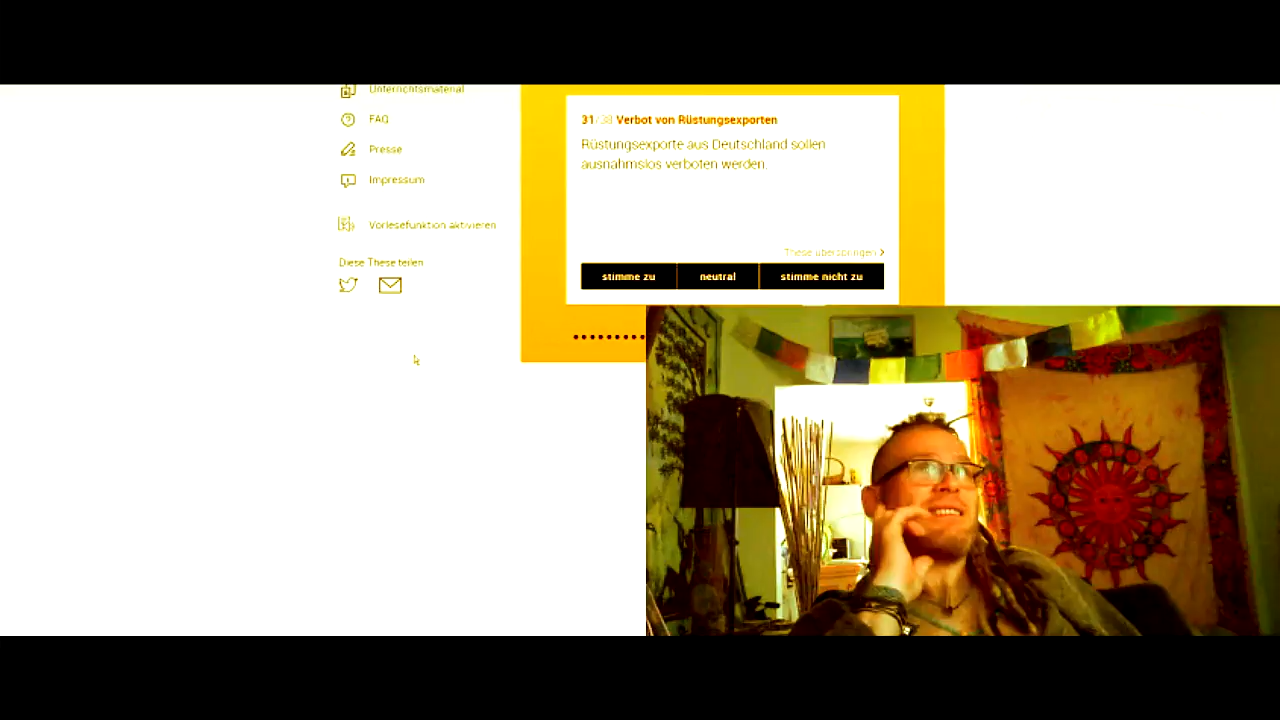 Unterrichtsmaterial
FAQ
Presse
Impressum
Vorlesefunktion aktivieren
Diese These teilen
31/38 Verbot von Rüstungsexporten
Rüstungsexporte aus Deutschland sollen
ausnahmslos verboten werden.
These überspringen
stimme zu
neutral
stimme nicht zu